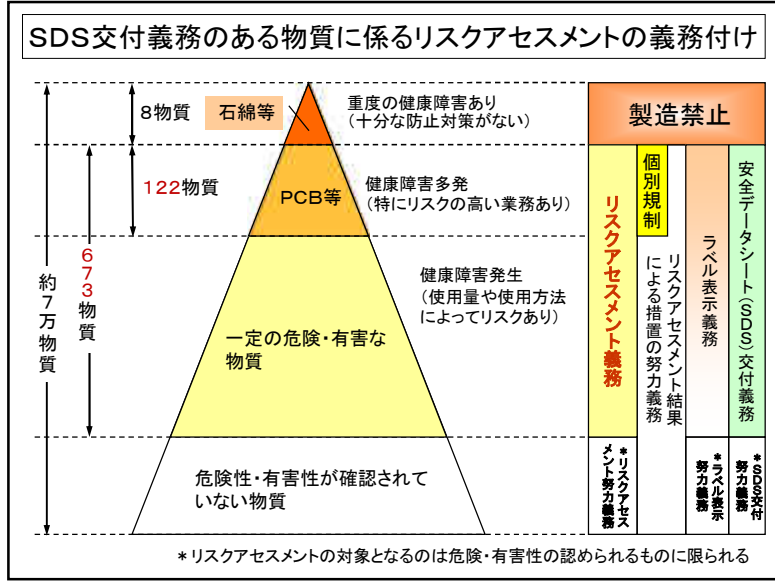 SDS交付義務のある物質に係るリスクアセスメントの義務付け
8物質
石綿等
重度の健康障害あり
(十分な防止対策がない)
製造禁止
122物質
PCB等
健康障害多発
(特にリスクの高い業務あり)
673物質
約7万物質
一定の危険・有害な
物質
健康障害発生
(使用量や使用方法
によってリスクあり)
危険性・有害性が確認されて
いない物質
リスクアセスメント義務
個別規制
リスクアセスメント結果
による措置の努力義務
ラベル表示義務
安全データシート(SDS)交付義務
*リスクアセス
メント努力義務
*ラベル表示
努力義務
*SDS交付
努力義務
*リスクアセスメントの対象となるのは危険・有害性の認められるものに限られる